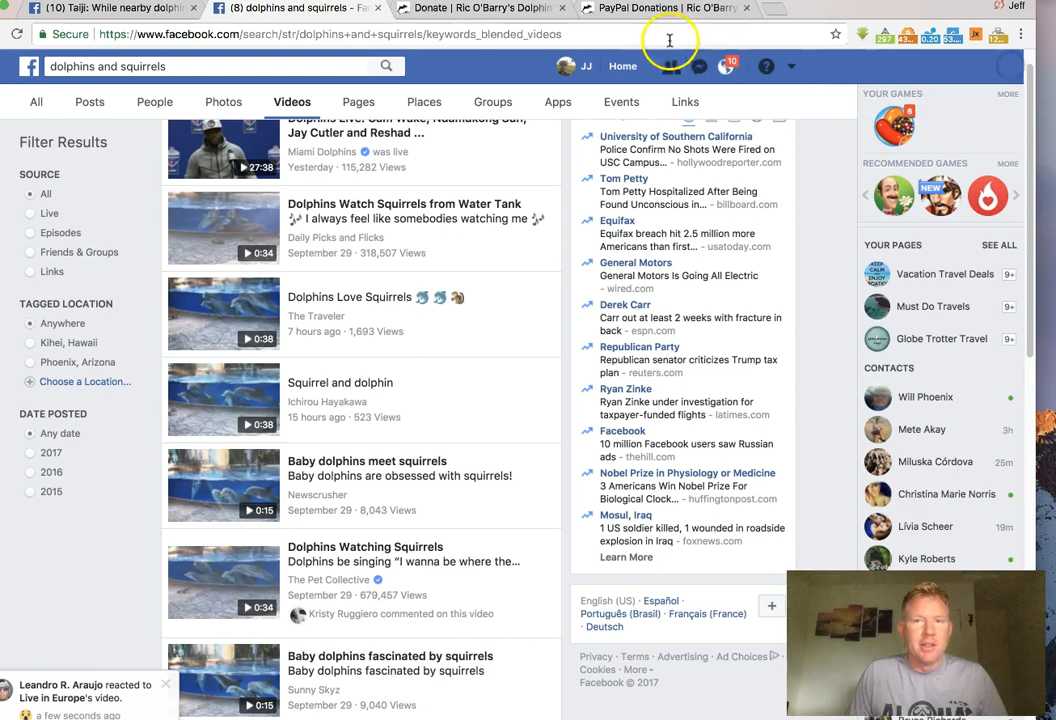 (10) Taiji: While nearby dolphin
(8) dolphins and squirrels - Fac
Donate | Ric O'Barry's Dolphin
PayPal Donations | Ric O'Barry
Jeff
Secure
https://www.facebook.com/search/str/dolphins+and+squirrels/keywords_blended_videos
297
0.20
dolphins and squirrels
JJ
Home
10
All
Posts
People
Photos
Videos
Pages
Places
Groups
Apps
Events
Links
Filter Results
SOURCE
All
Live
Episodes
Friends & Groups
Links
TAGGED LOCATION
Anywhere
Kihei, Hawaii
Phoenix, Arizona
Choose a Location...
DATE POSTED
Any date
2017
2016
2015
Jay Cutler and Reshad ...
Miami Dolphins was live
Yesterday · 115,282 Views
27:38
Dolphins Watch Squirrels from Water Tank
I always feel like somebodies watching me
Daily Picks and Flicks
September 29 · 318,507 Views
0:34
Dolphins Love Squirrels
The Traveler
7 hours ago · 1,693 Views
0:38
Squirrel and dolphin
Ichirou Hayakawa
15 hours ago · 523 Views
0:38
Baby dolphins meet squirrels
Baby dolphins are obsessed with squirrels!
Newscrusher
September 29 · 8,043 Views
0:15
Dolphins Watching Squirrels
Dolphins be singing “I wanna be where the...
The Pet Collective
September 29 · 679,457 Views
Kristy Ruggiero commented on this video
0:34
Baby dolphins fascinated by squirrels
Baby dolphins fascinated by squirrels
Sunny Skyz
September 29 · 9,040 Views
0:15
University of Southern California
Police Confirm No Shots Were Fired on
USC Campus... - hollywoodreporter.com
Tom Petty
Tom Petty Hospitalized After Being
Found Unconscious in... - billboard.com
Equifax
Equifax breach hit 2.5 million more
Americans than first... - usatoday.com
General Motors
General Motors Is Going All Electric
- wired.com
Derek Carr
Carr out at least 2 weeks with fracture in
back - espn.com
Republican Party
Republican senator criticizes Trump tax
plan - reuters.com
Ryan Zinke
Ryan Zinke under investigation for
taxpayer-funded flights - latimes.com
Facebook
10 million Facebook users saw Russian
ads - thehill.com
Nobel Prize in Physiology or Medicine
3 Americans Win Nobel Prize For
Biological Clock... - huffingtonpost.com
Mosul, Iraq
1 US soldier killed, 1 wounded in roadside
explosion in Iraq - foxnews.com
Learn More
English (US) · Español ·
Português (Brasil) · Français (France)
· Deutsch
Privacy · Terms · Advertising · Ad Choices ·
Cookies · More
Facebook © 2017
YOUR GAMES
MORE
6
RECOMMENDED GAMES
MORE
NEW
YOUR PAGES
SEE ALL
Vacation Travel Deals 9+
Must Do Travels 9+
Globe Trotter Travel 9+
CONTACTS
Will Phoenix
Mete Akay 3h
Miluska Córdova 25m
Christina Marie Norris
Lívia Scheer 19m
Kyle Roberts
Leandro R. Araujo reacted to
Live in Europe's video.
a few seconds ago